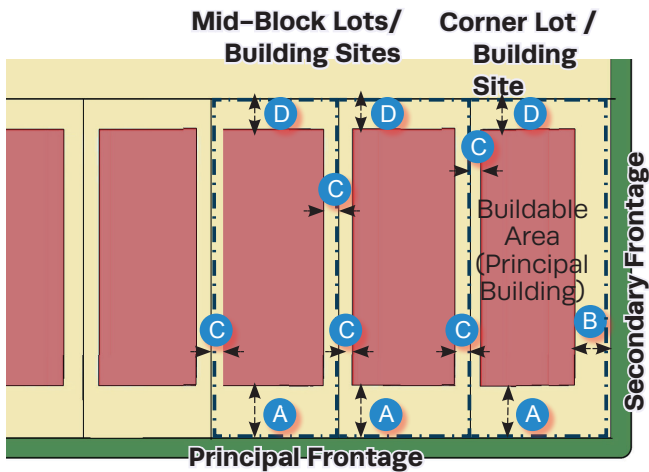 Mid-Block Lots/
Building Sites
Corner Lot /
Building
Site
D
D
D
C
C
Buildable
Area
(Principal
Building)
B
C
C
C
A
A
A
Principal Frontage
Secondary Frontage